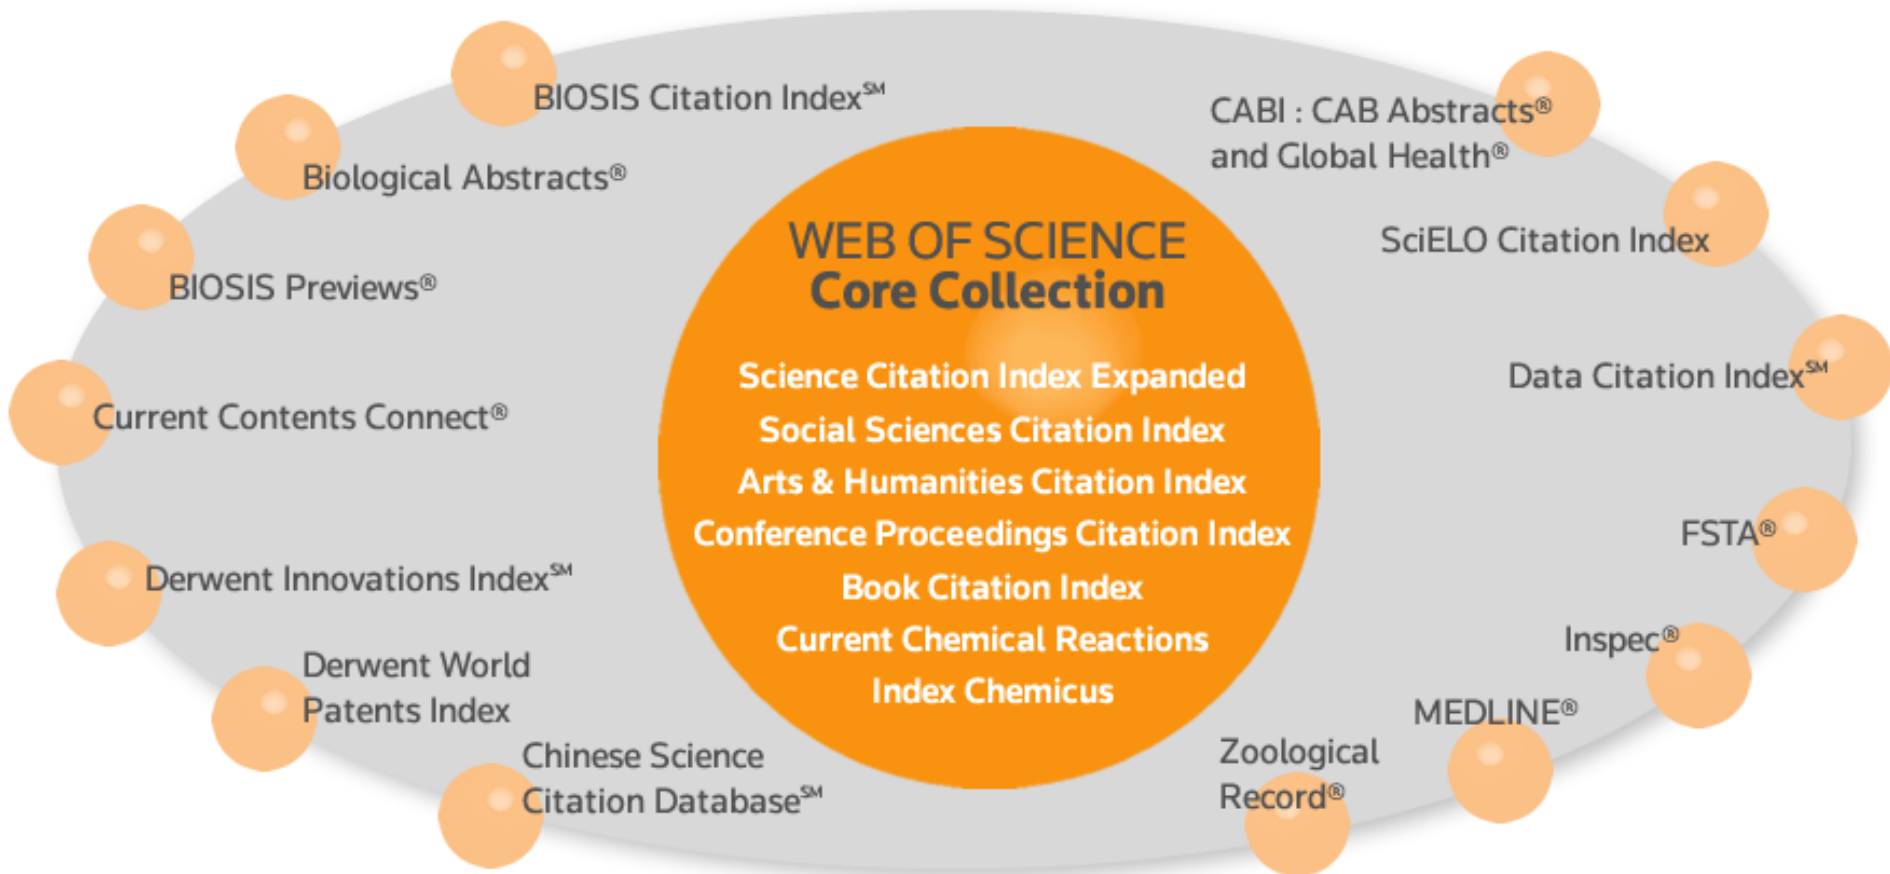 BIOSIS Citation Index℠
Biological Abstracts®
BIOSIS Previews®
Current Contents Connect®
Derwent Innovations Index℠
Derwent World
Patents Index
Chinese Science
Citation Database℠
WEB OF SCIENCE
Core Collection
Science Citation Index Expanded
Social Sciences Citation Index
Arts & Humanities Citation Index
Conference Proceedings Citation Index
Book Citation Index
Current Chemical Reactions
Index Chemicus
CABI : CAB Abstracts®
and Global Health®
SciELO Citation Index
Data Citation Index℠
FSTA®
Inspec®
MEDLINE®
Zoological
Record®